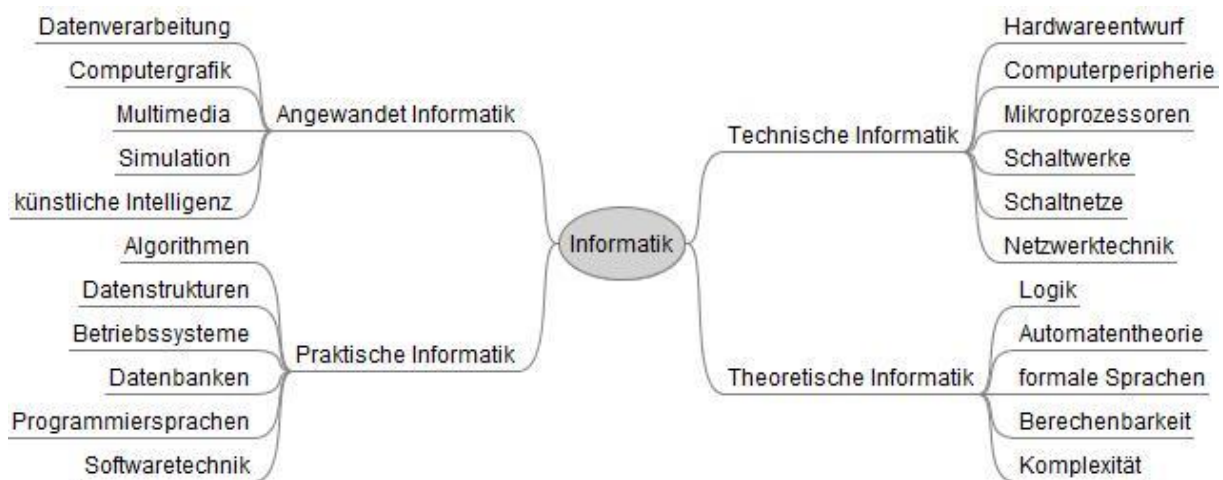 Datenverarbeitung
Computergrafik
Multimedia
Simulation
künstliche Intelligenz
Angewandet Informatik
Algorithmen
Datenstrukturen
Betriebssysteme
Datenbanken
Programmiersprachen
Softwaretechnik
Praktische Informatik
Informatik
Technische Informatik
Hardwareentwurf
Computerperipherie
Mikroprozessoren
Schaltwerke
Schaltnetze
Netzwerktechnik
Theoretische Informatik
Logik
Automatentheorie
formale Sprachen
Berechenbarkeit
Komplexität